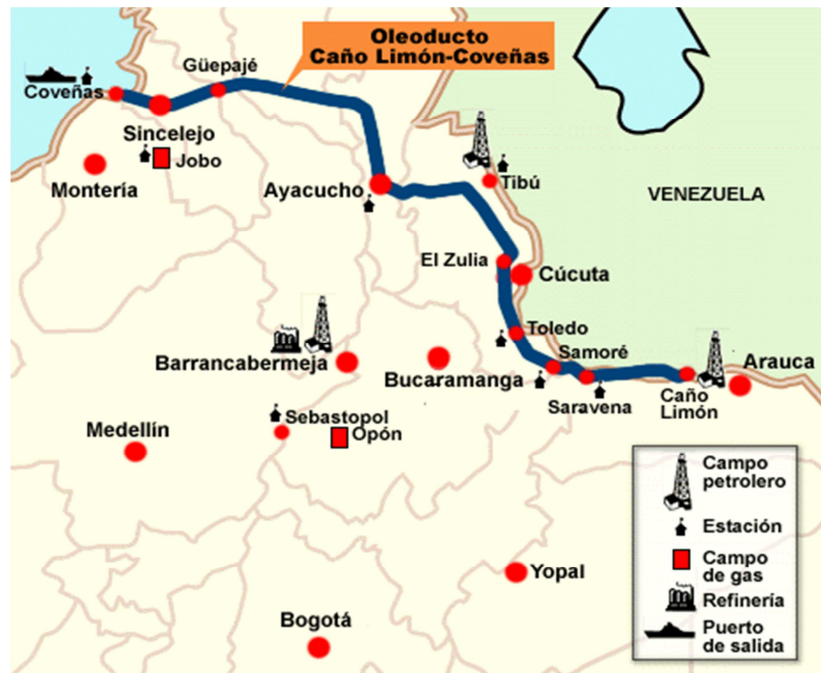 Oleoducto
Caño Limón-Coveñas
Güepajé
Coveñas
Sincelejo
Jobo
Montería
Ayacucho
Tibú
VENEZUELA
El Zulia
Cúcuta
Toledo
Samoré
Barrancabermeja
Bucaramanga
Saravena
Caño
Limón
Arauca
Sebastopol
Opón
Medellín
Yopal
Bogotá
Campo
petrolero
Estación
Campo
de gas
Refinería
Puerto
de salida